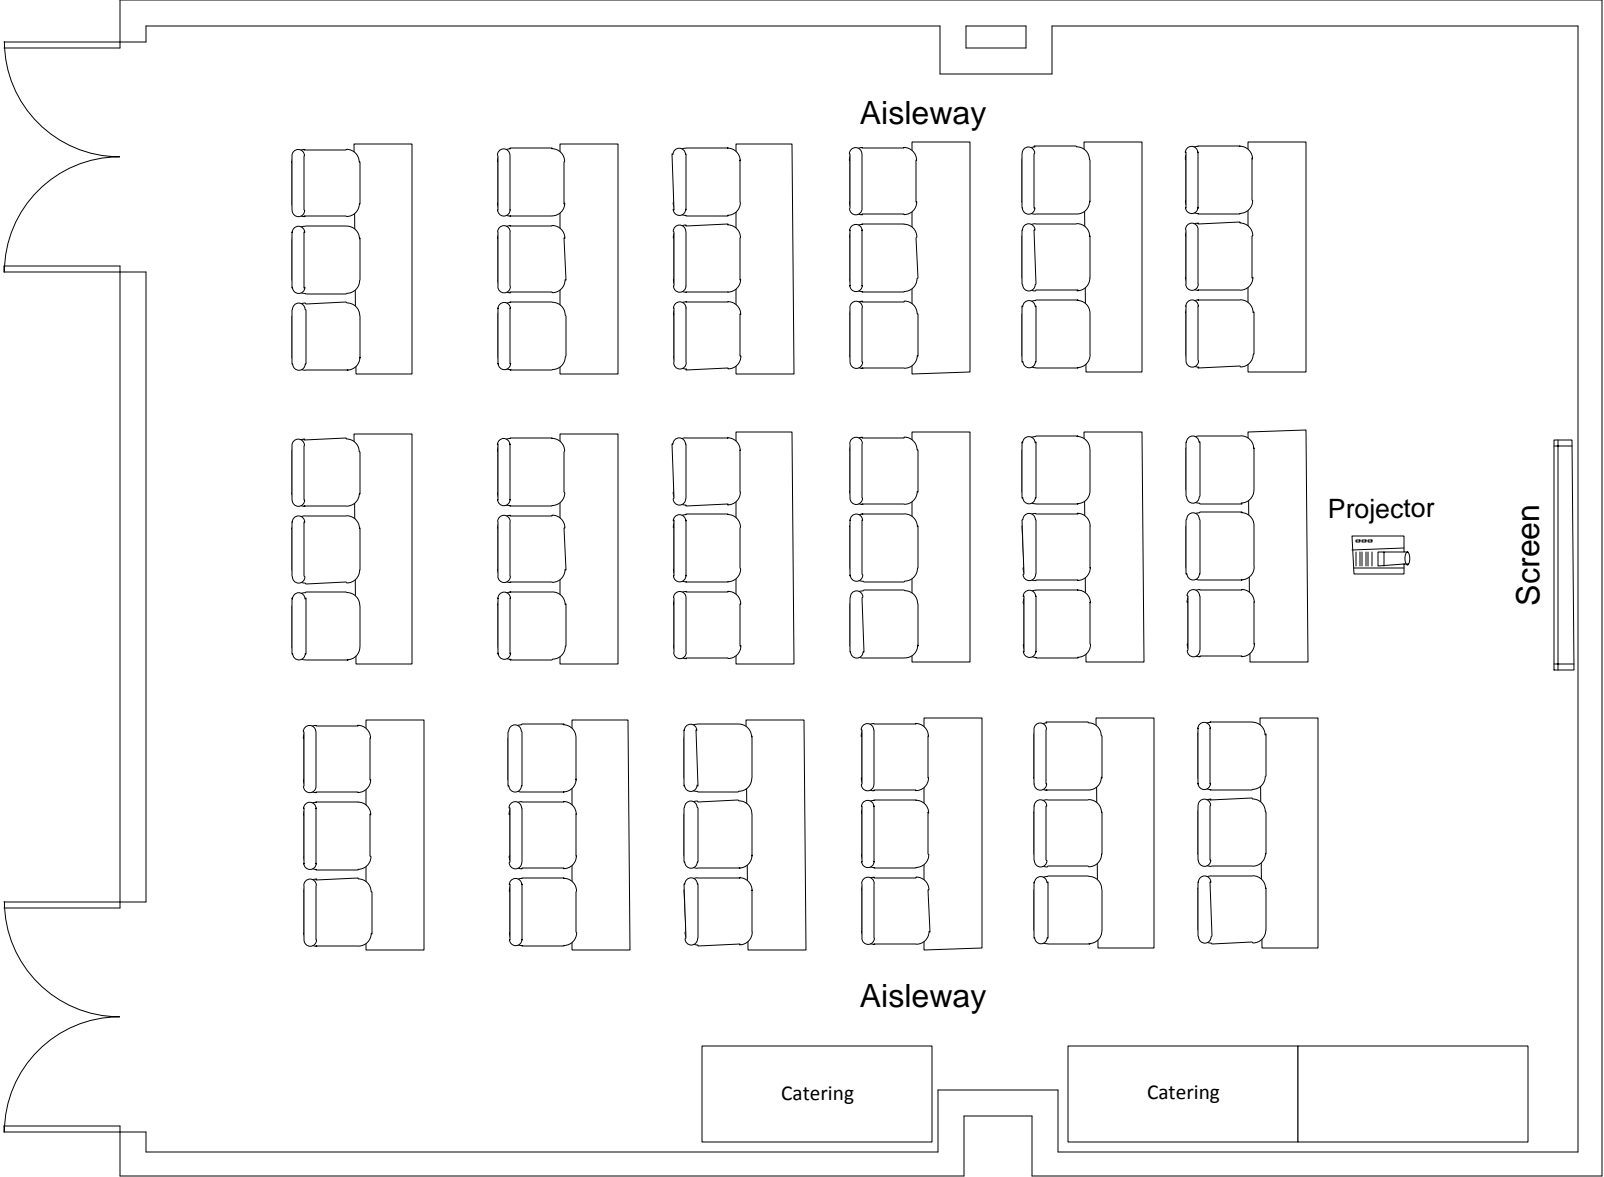 Aisleway
Projector
Screen
Aisleway
Catering
Catering